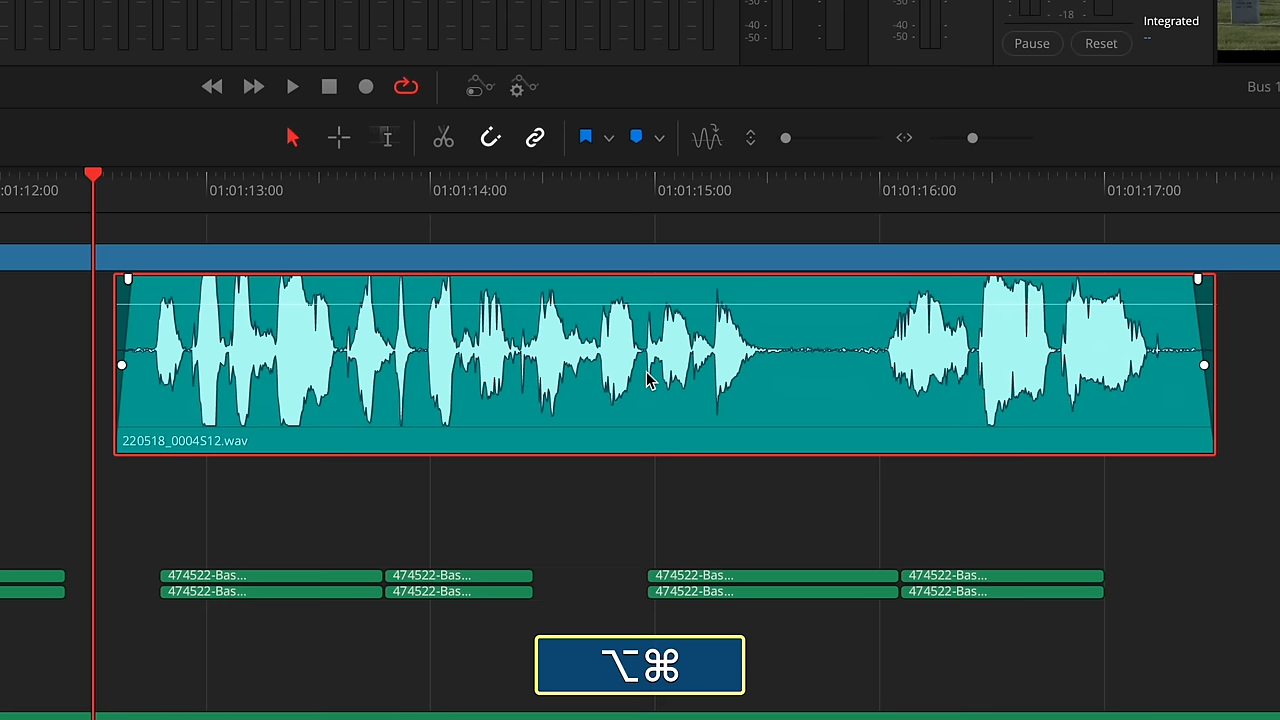 -30
-40
-50
-30
-40
-50
-18
Integrated
--
Pause
Reset
Bus 1
:01:12:00
01:01:13:00
01:01:14:00
01:01:15:00
01:01:16:00
01:01:17:00
220518_0004S12.wav
474522-Bas...
474522-Bas...
474522-Bas...
474522-Bas...
474522-Bas...
474522-Bas...
474522-Bas...
474522-Bas...
⌥⌘